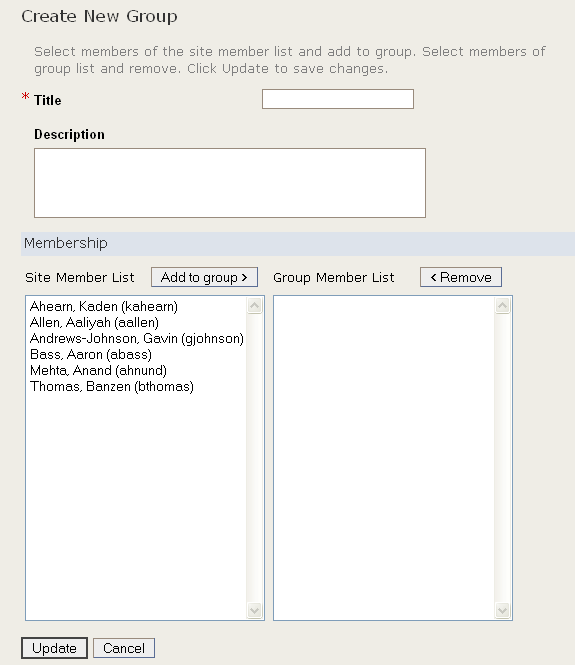 Create New Group
Select members of the site member list and add to group. Select members of
group list and remove. Click Update to save changes.
* Title
Description
Membership
Site Member List Add to group > Group Member List < Remove
Ahearn, Kaden (kahearn)
Allen, Aaliyah (aallen)
Andrews-Johnson, Gavin (gjohnson)
Bass, Aaron (abass)
Mehta, Anand (ahnund)
Thomas, Banzen (bthomas)
Update Cancel